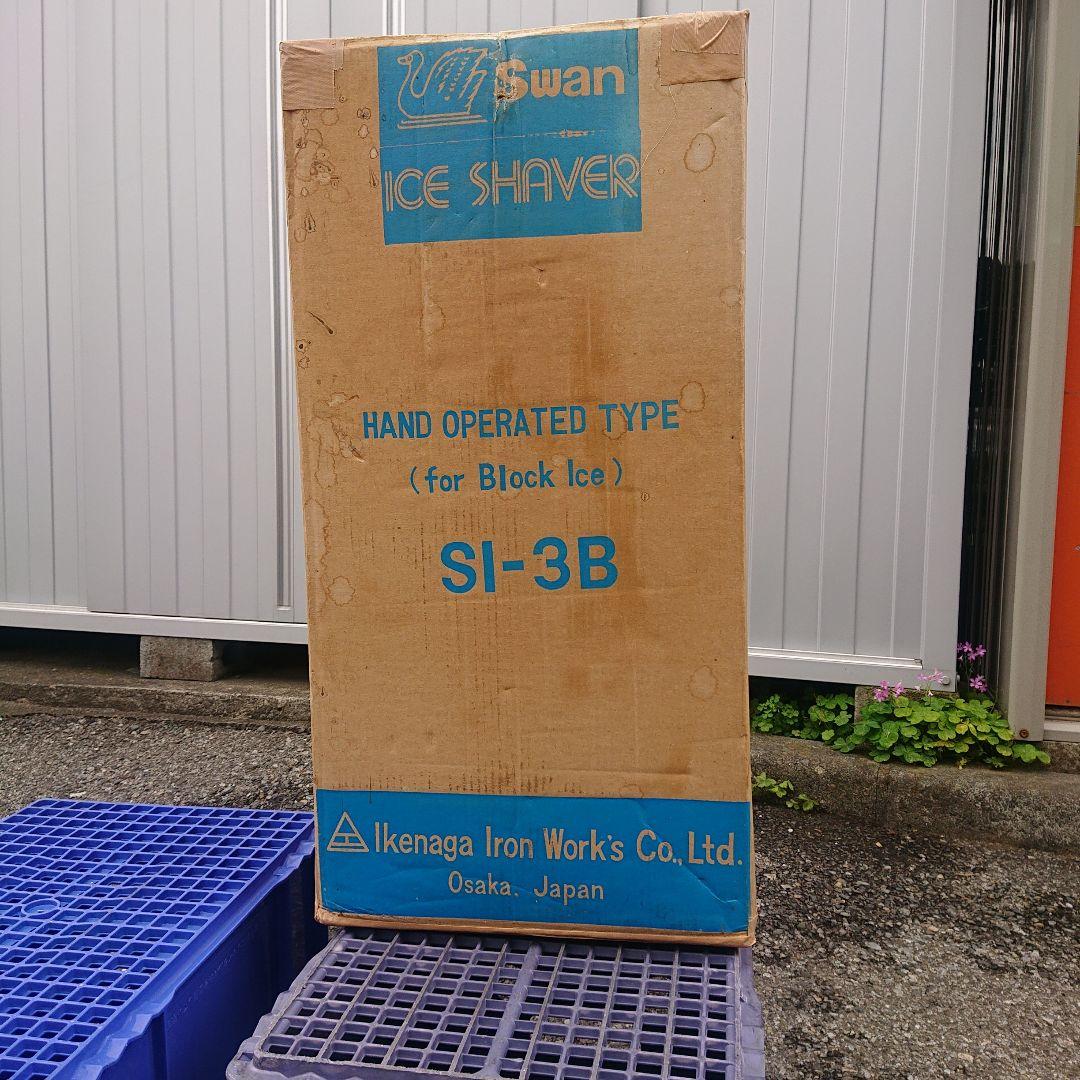 Swan
ICE SHAVER
HAND OPERATED TYPE
(for Block Ice)
SI-3B
Ikenaga Iron Work's Co., Ltd.
Osaka, Japan